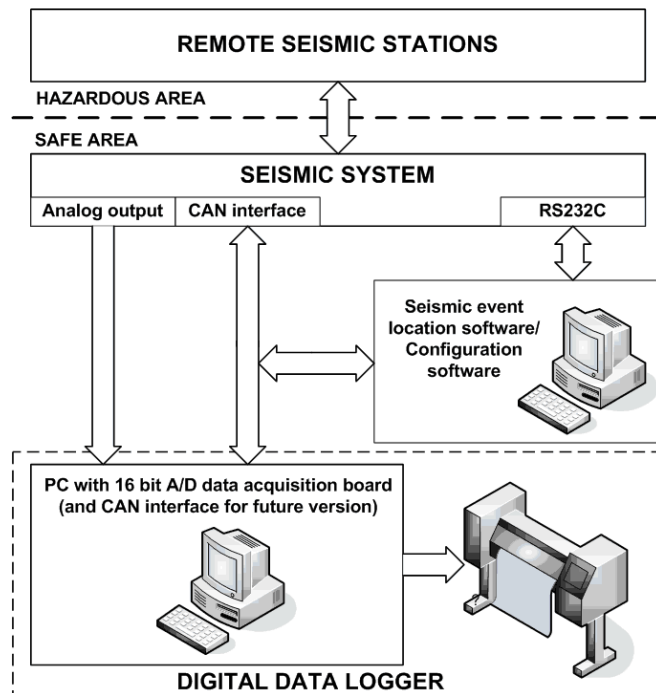 REMOTE SEISMIC STATIONS
HAZARDOUS AREA
SAFE AREA
SEISMIC SYSTEM
Analog output
CAN interface
RS232C
Seismic event
location software/
Configuration
software
PC with 16 bit A/D data acquisition board
(and CAN interface for future version)
DIGITAL DATA LOGGER